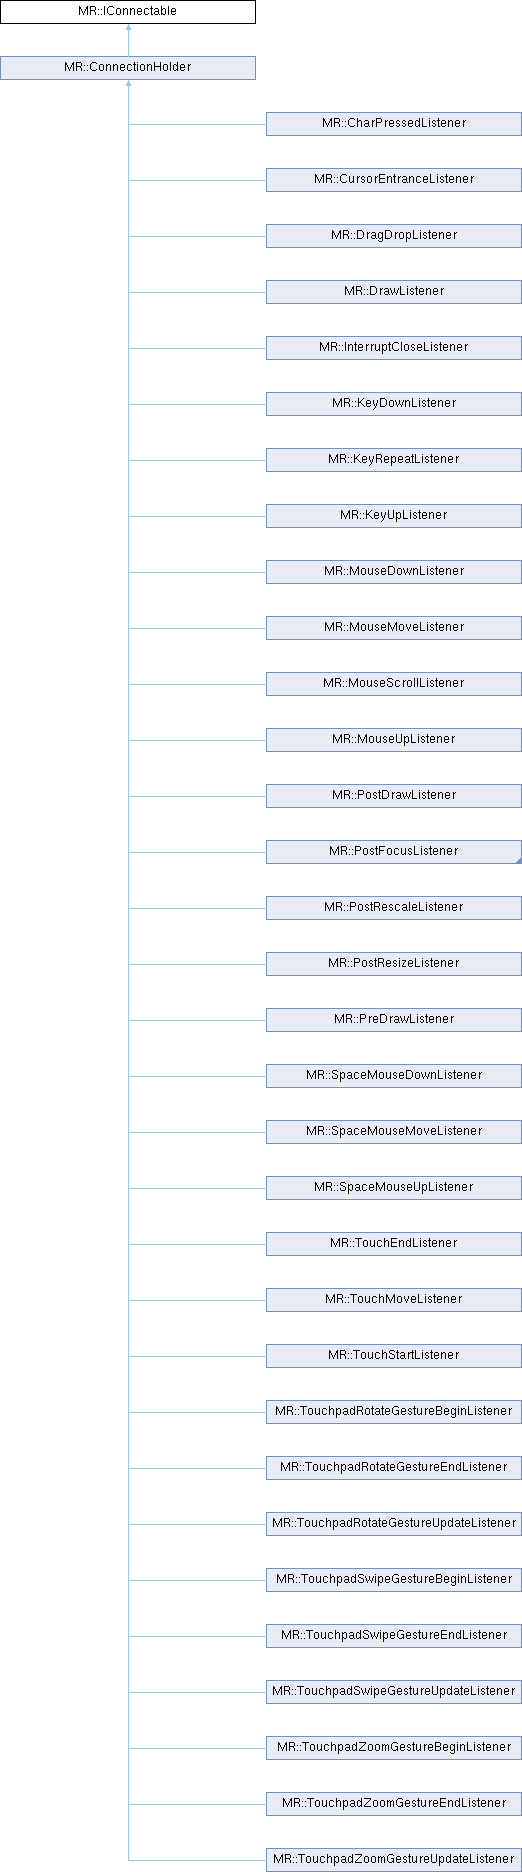 MR::IConnectable
MR::ConnectionHolder
MR::CharPressedListener
MR::CursorEntranceListener
MR::DragDropListener
MR::DrawListener
MR::InterruptCloseListener
MR::KeyDownListener
MR::KeyRepeatListener
MR::KeyUpListener
MR::MouseDownListener
MR::MouseMoveListener
MR::MouseScrollListener
MR::MouseUpListener
MR::PostDrawListener
MR::PostFocusListener
MR::PostRescaleListener
MR::PostResizeListener
MR::PreDrawListener
MR::SpaceMouseDownListener
MR::SpaceMouseMoveListener
MR::SpaceMouseUpListener
MR::TouchEndListener
MR::TouchMoveListener
MR::TouchStartListener
MR::TouchpadRotateGestureBeginListener
MR::TouchpadRotateGestureEndListener
MR::TouchpadRotateGestureUpdateListener
MR::TouchpadSwipeGestureBeginListener
MR::TouchpadSwipeGestureEndListener
MR::TouchpadSwipeGestureUpdateListener
MR::TouchpadZoomGestureBeginListener
MR::TouchpadZoomGestureEndListener
MR::TouchpadZoomGestureUpdateListener